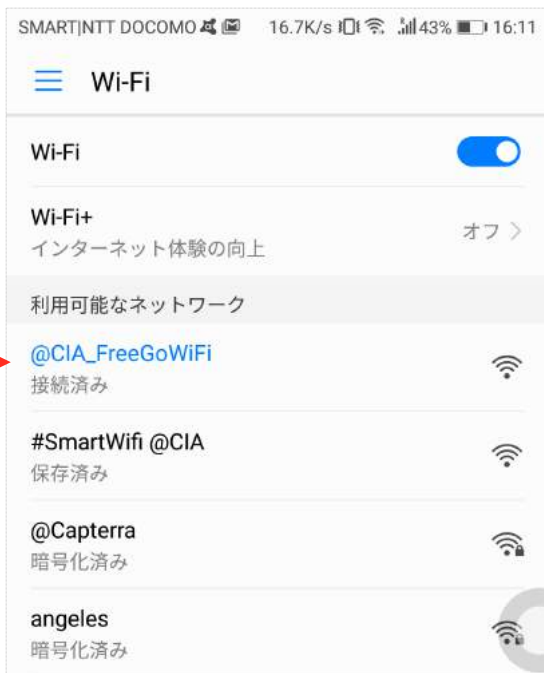 SMART|NTT DOCOMO 16.7K/s 43% 16:11
Wi-Fi
Wi-Fi
Wi-Fi+
インターネット体験の向上
オフ
利用可能なネットワーク
@CIA_FreeGoWiFi
接続済み
#SmartWifi @CIA
保存済み
@Capterra
暗号化済み
angeles
暗号化済み